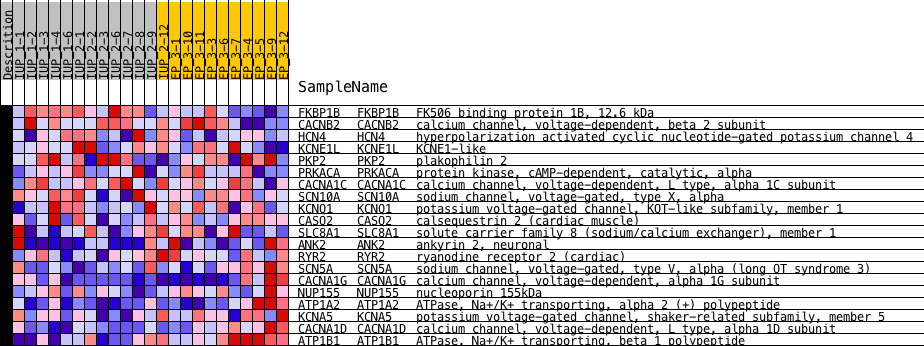 Descrition
IUP_1-1
IUP_1-2
IUP_1-3
IUP_1-4
IUP_1-6
IUP_2-1
IUP_2-2
IUP_2-3
IUP_2-6
IUP_2-7
IUP_2-8
IUP_2-9
IUP_2-12
EP_3-1
EP_3-10
EP_3-11
EP_3-3
EP_3-6
EP_3-7
EP_3-4
EP_3-5
EP_3-9
EP_3-12
SampleName
FKBP1B FKBP1B FK506 binding protein 1B, 12.6 kDa
CACNB2 CACNB2 calcium channel, voltage-dependent, beta 2 subunit
HCN4 HCN4 hyperpolarization activated cyclic nucleotide-gated potassium channel 4
KCNE1L KCNE1L KCNE1-like
PKP2 PKP2 plakophilin 2
PRKACA PRKACA protein kinase, cAMP-dependent, catalytic, alpha
CACNA1C CACNA1C calcium channel, voltage-dependent, L type, alpha 1C subunit
SCN10A SCN10A sodium channel, voltage-gated, type X, alpha
KCNQ1 KCNQ1 potassium voltage-gated channel, KQT-like subfamily, member 1
CASQ2 CASQ2 calsequestrin 2 (cardiac muscle)
SLC8A1 SLC8A1 solute carrier family 8 (sodium/calcium exchanger), member 1
ANK2 ANK2 ankyrin 2, neuronal
RYR2 RYR2 ryanodine receptor 2 (cardiac)
SCN5A SCN5A sodium channel, voltage-gated, type V, alpha (long QT syndrome 3)
CACNA1G CACNA1G calcium channel, voltage-dependent, alpha 1G subunit
NUP155 NUP155 nucleoporin 155kDa
ATP1A2 ATP1A2 ATPase, Na+/K+ transporting, alpha 2 (+) polypeptide
KCNA5 KCNA5 potassium voltage-gated channel, shaker-related subfamily, member 5
CACNA1D CACNA1D calcium channel, voltage-dependent, L type, alpha 1D subunit
ATP1B1 ATP1B1 ATPase, Na+/K+ transporting, beta 1 polypeptide